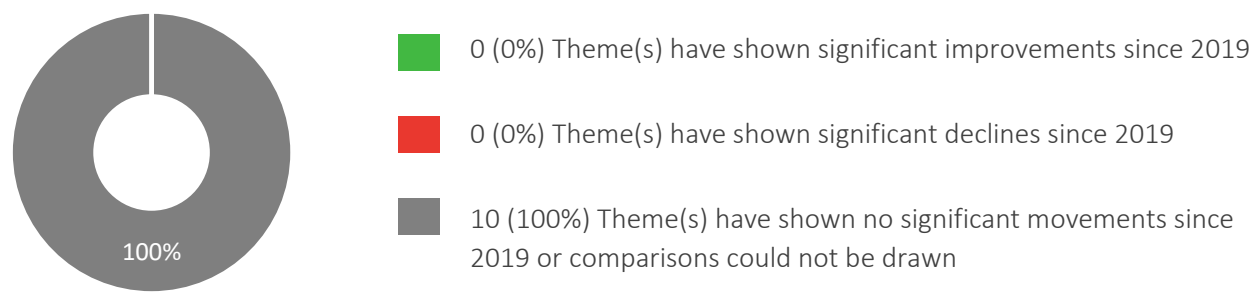 0 (0%) Theme(s) have shown significant improvements since 2019
0 (0%) Theme(s) have shown significant declines since 2019
10 (100%) Theme(s) have shown no significant movements since
2019 or comparisons could not be drawn
100%